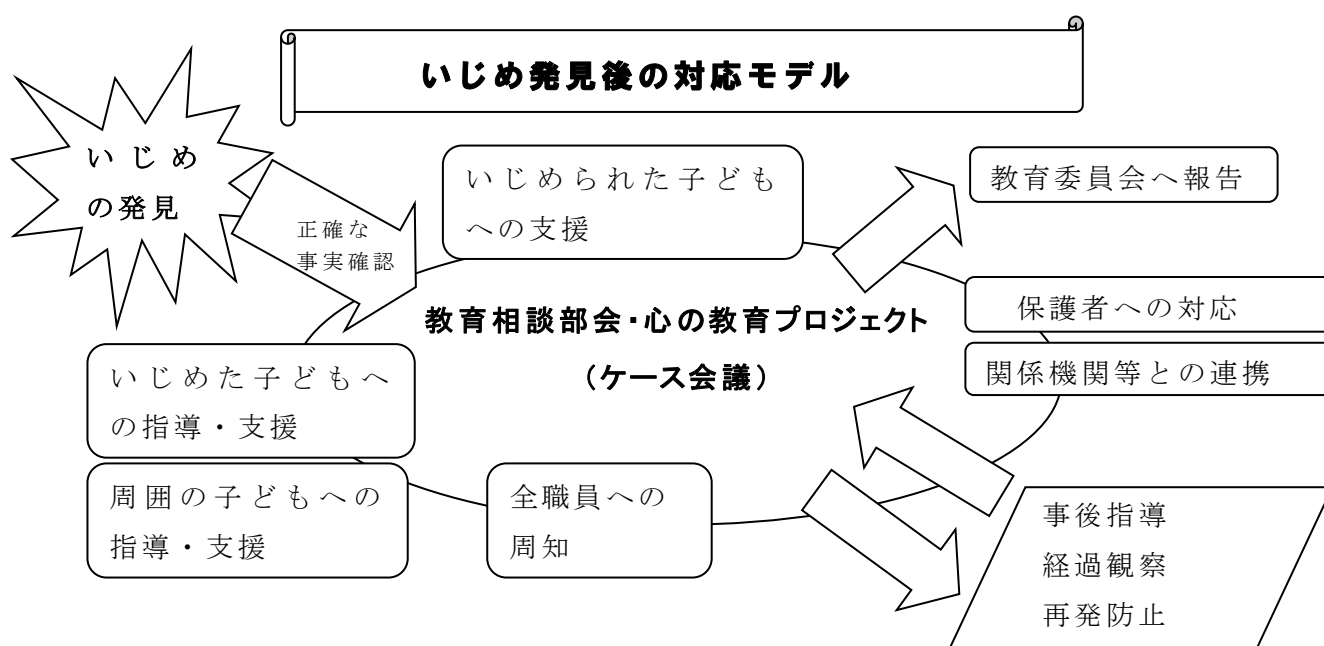 いじめ発見後の対応モデル
いじめ
の発見
正確な
事実確認
いじめられた子ども
への支援
教育委員会へ報告
保護者への対応
関係機関等との連携
教育相談部会・心の教育プロジェクト
（ケース会議）
いじめた子どもへ
の指導・支援
周囲の子どもへの
指導・支援
全職員への
周知
事後指導
経過観察
再発防止